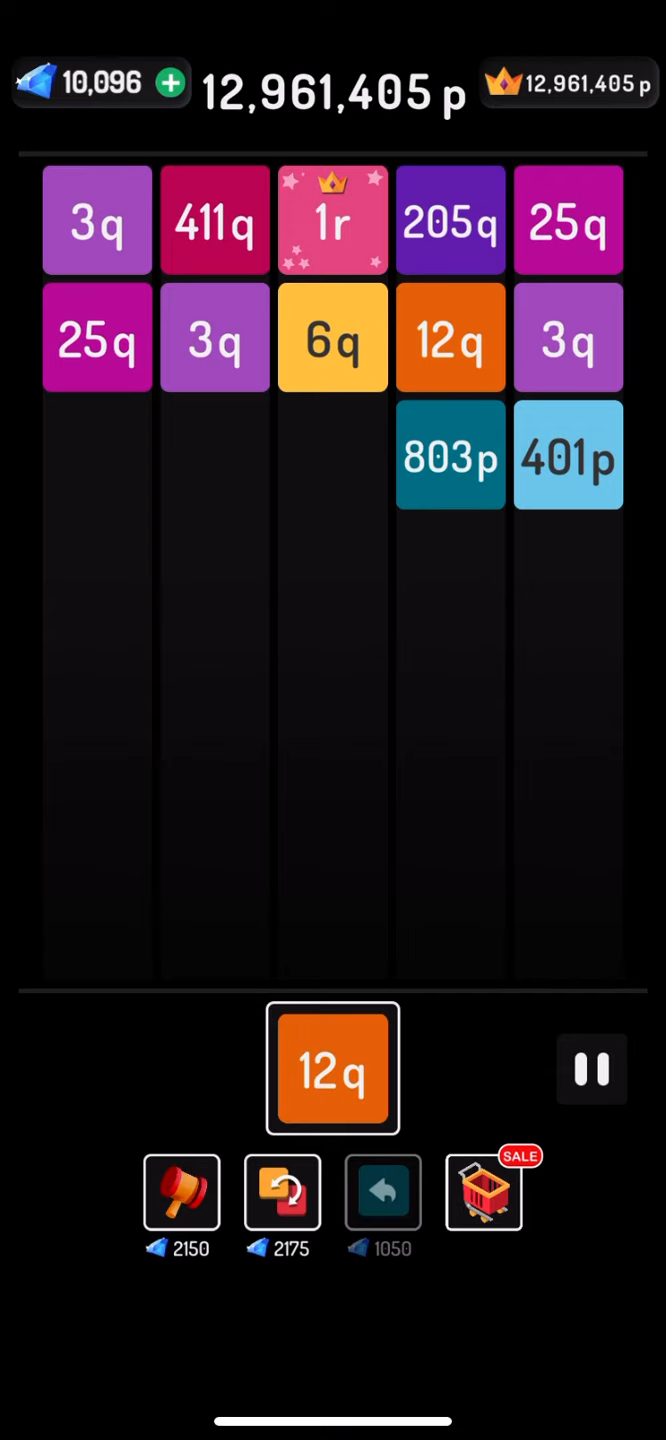 10,096 12,961,405 p 12,961,405 p
3q 411q 1r 205q 25q
25q 3q 6q 12q 3q
803p 401p
12q
SALE
2150 2175 1050